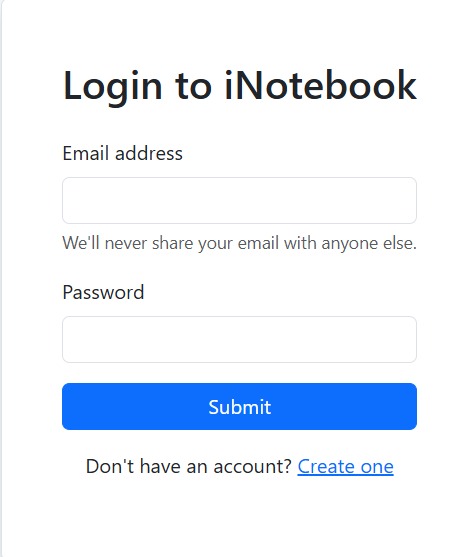 Login to iNotebook
Email address
We'll never share your email with anyone else.
Password
Submit
Don't have an account? Create one